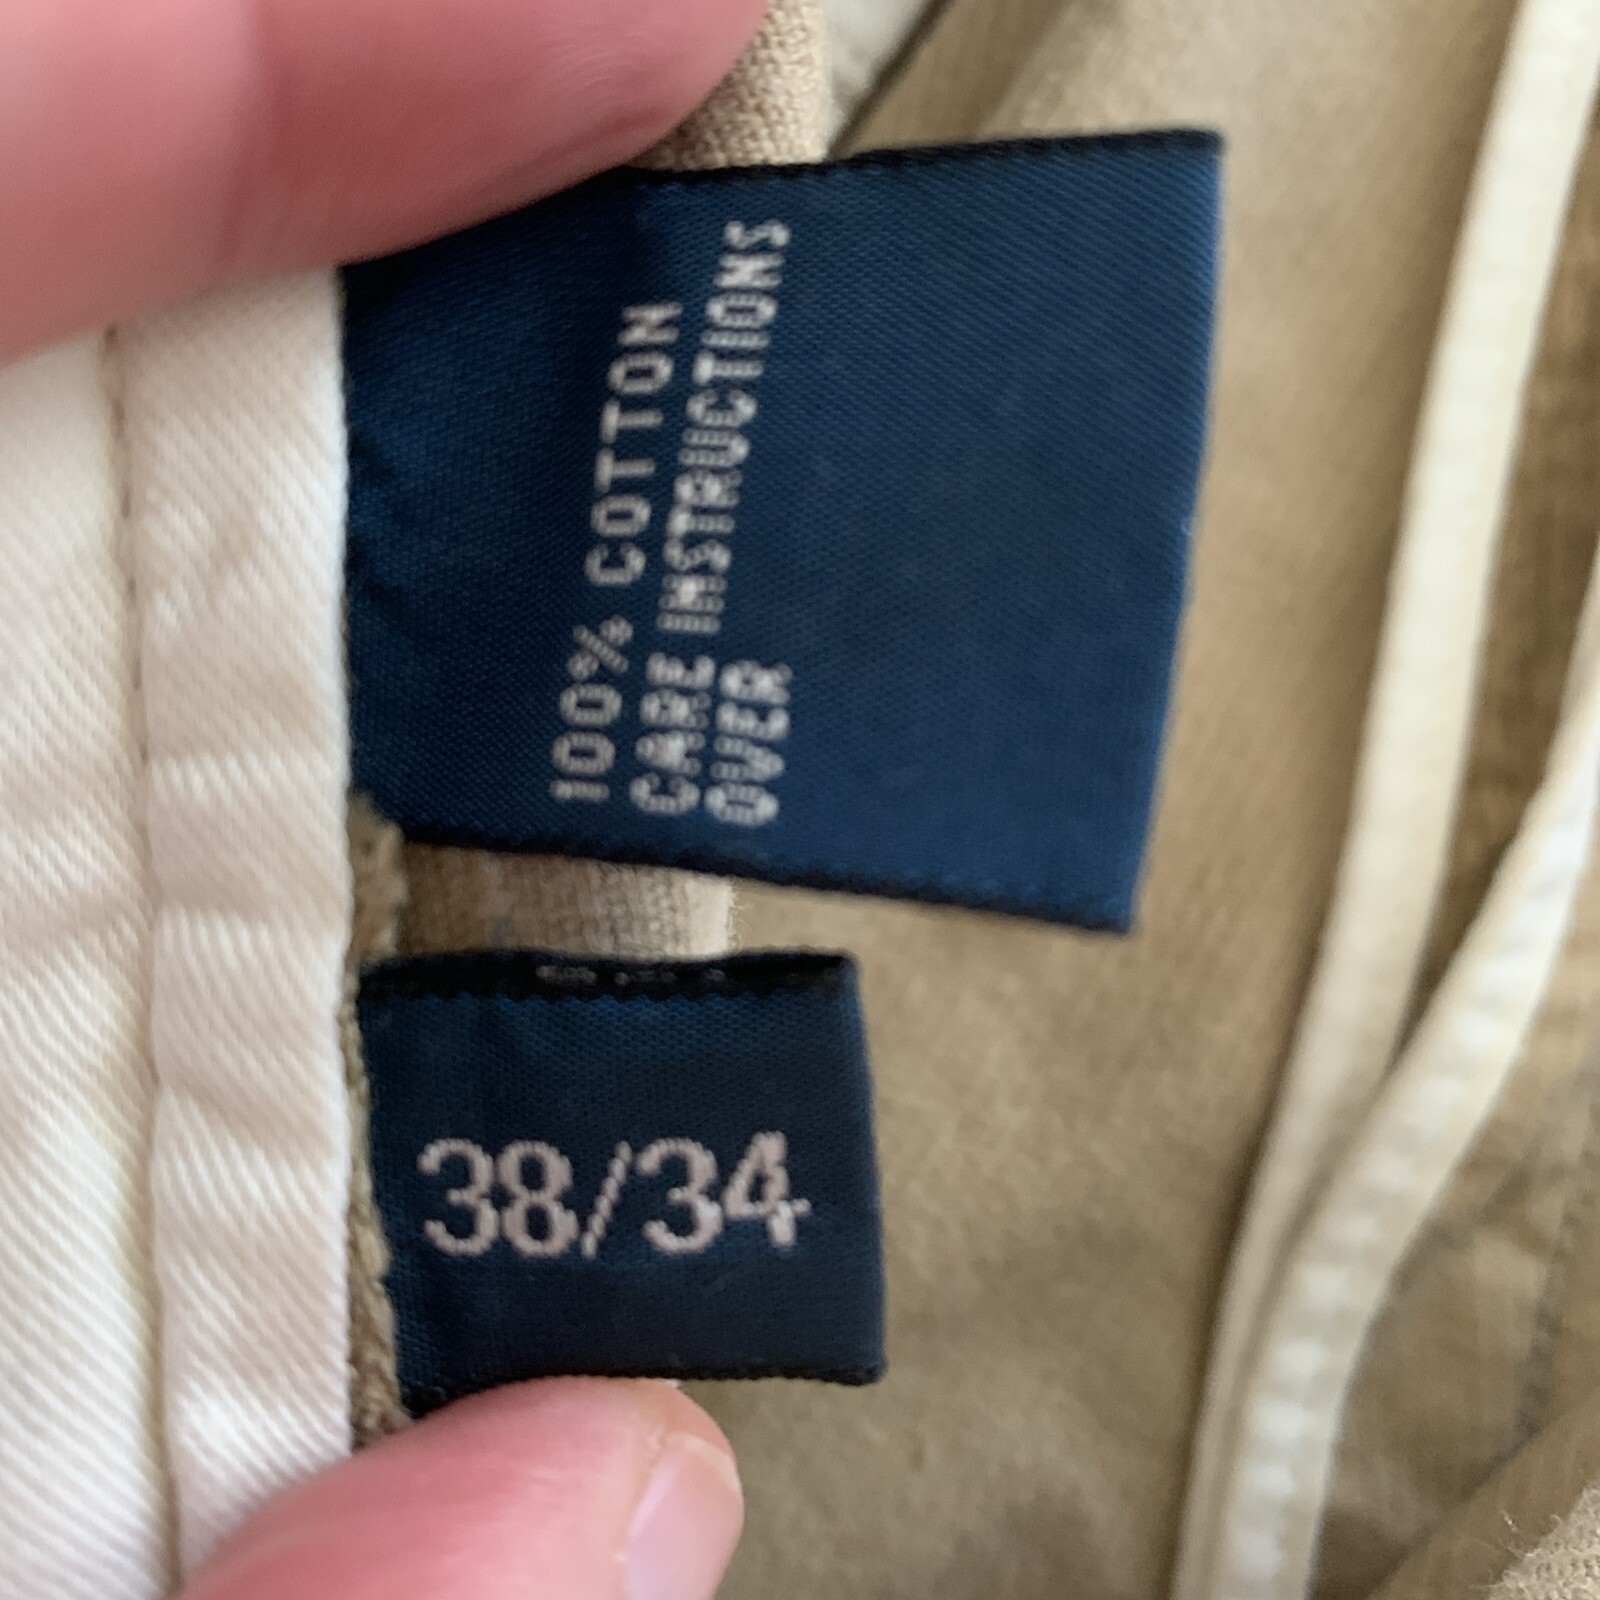 100% COTTON
CARE INSTRUCTIONS
OVER
38/34